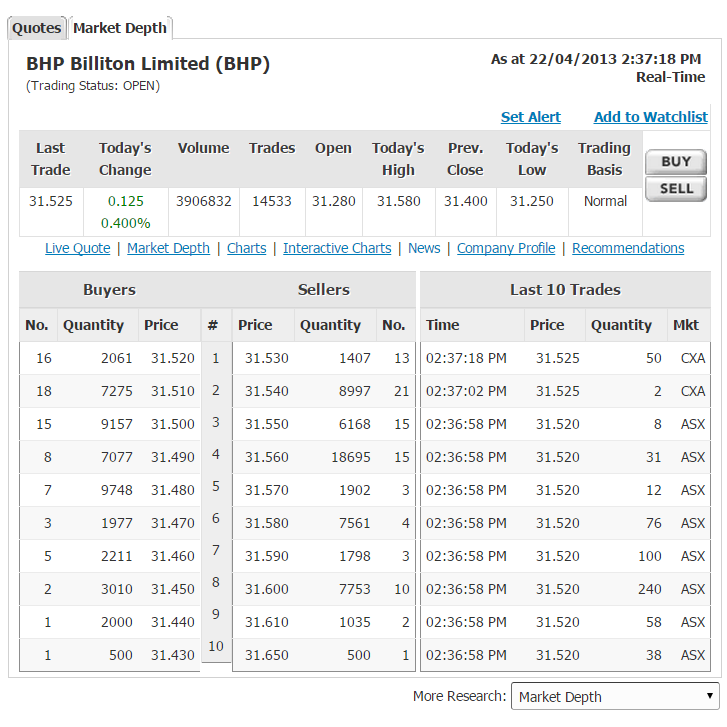 Quotes Market Depth
BHP Billiton Limited (BHP)
As at 22/04/2013 2:37:18 PM
(Trading Status: OPEN)
Real-Time
Set Alert Add to Watchlist
Last Trade Today's Change Volume Trades Open Today's High Prev. Close Today's Low Trading Basis
BUY
SELL
31.525 0.125 3906832 14533 31.280 31.580 31.400 31.250 Normal
0.400%
Live Quote | Market Depth | Charts | Interactive Charts | News | Company Profile | Recommendations
Buyers Sellers Last 10 Trades
No. Quantity Price # Price Quantity No. Time Price Quantity Mkt
16 2061 31.520 1 31.530 1407 13 02:37:18 PM 31.525 50 CXA
18 7275 31.510 2 31.540 8997 21 02:37:02 PM 31.525 2 CXA
15 9157 31.500 3 31.550 6168 15 02:36:58 PM 31.520 8 ASX
8 7077 31.490 4 31.560 18695 15 02:36:58 PM 31.520 31 ASX
7 9748 31.480 5 31.570 1902 3 02:36:58 PM 31.520 12 ASX
3 1977 31.470 6 31.580 7561 4 02:36:58 PM 31.520 76 ASX
5 2211 31.460 7 31.590 1798 3 02:36:58 PM 31.520 100 ASX
2 3010 31.450 8 31.600 7753 10 02:36:58 PM 31.520 240 ASX
1 2000 31.440 9 31.610 1035 2 02:36:58 PM 31.520 58 ASX
1 500 31.430 10 31.650 500 1 02:36:58 PM 31.520 38 ASX
More Research: Market Depth